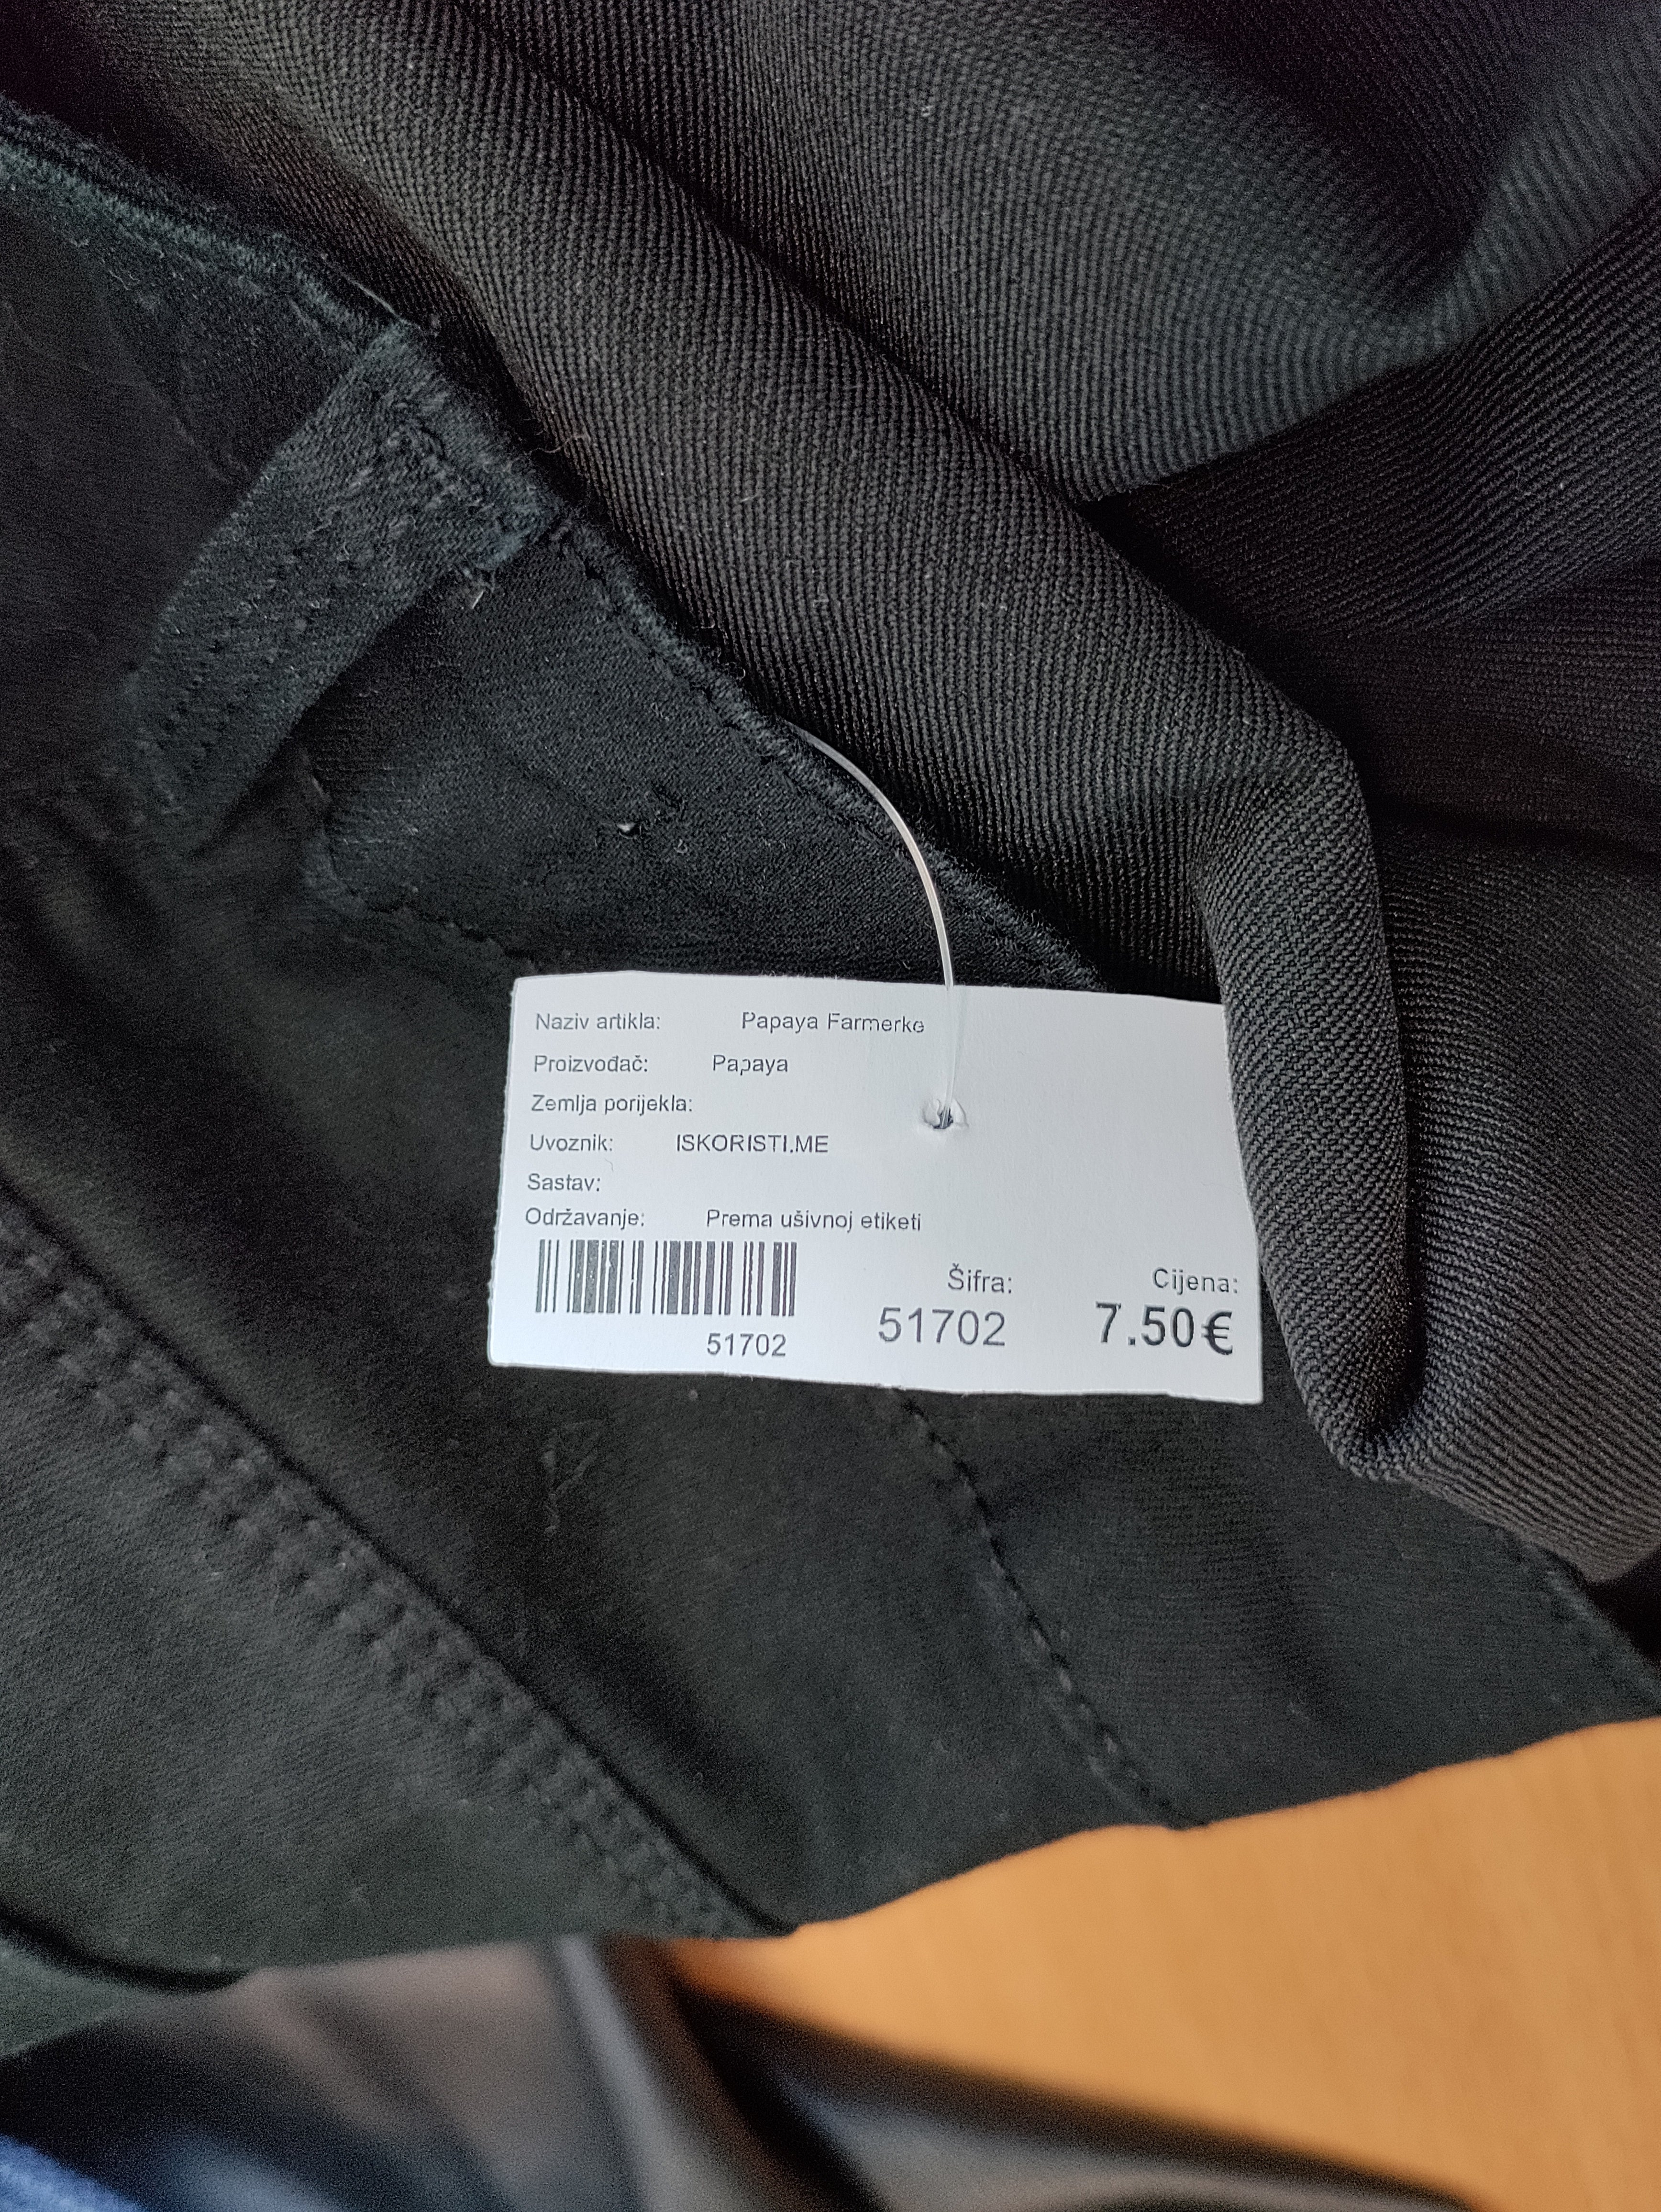 Naziv artikla: Papaya Farmerke
Proizvođač: Papaya
Zemlja porijekla:
Uvoznik: ISKORISTI.ME
Sastav:
Održavanje: Prema ušivnoj etiketi
Šifra: Cijena:
51702 7.50€
51702